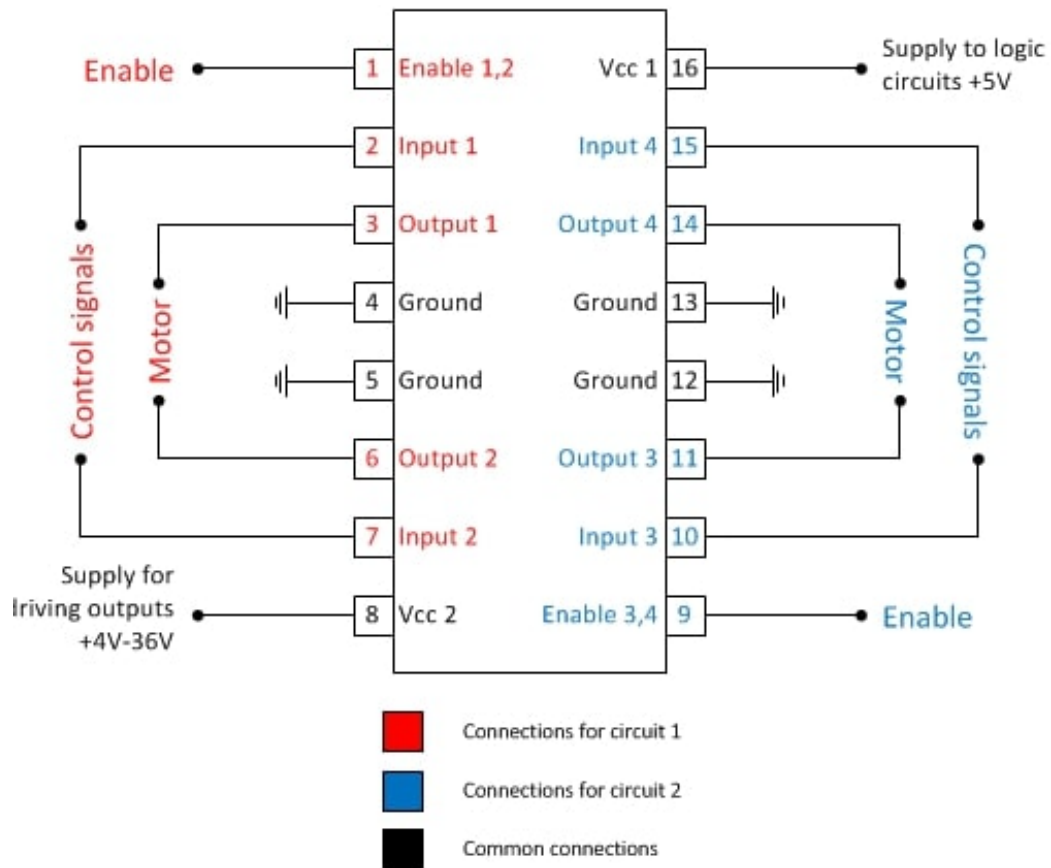 Enable
1 Enable 1,2
Vcc 1 16
Supply to logic
circuits +5V
2 Input 1
Input 4 15
3 Output 1
Output 4 14
Control signals
Motor
4 Ground
Ground 13
Motor
Control signals
5 Ground
Ground 12
6 Output 2
Output 3 11
7 Input 2
Input 3 10
Supply for
driving outputs
+4V-36V
8 Vcc 2
Enable 3,4 9
Enable
Connections for circuit 1
Connections for circuit 2
Common connections